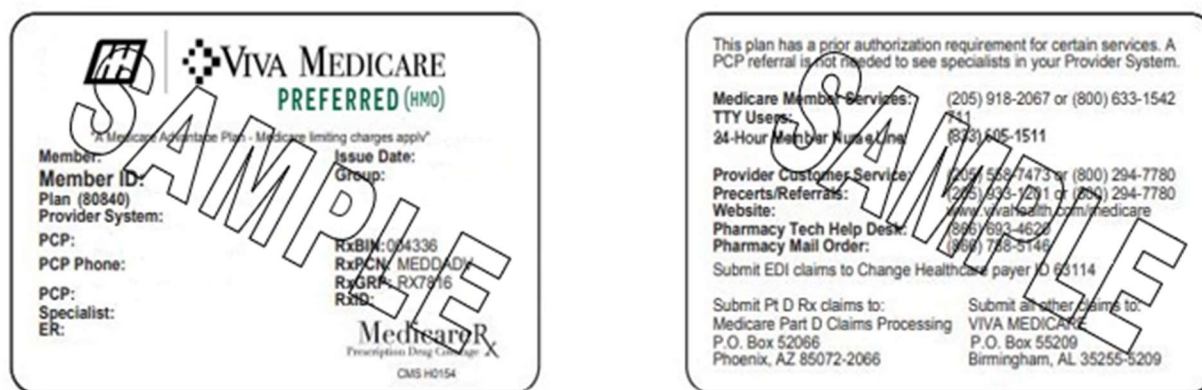 VIVA MEDICARE
PREFERRED (HMO)
"A Medicare Advantage Plan - Medicare limiting charges apply"
Member:
Issue Date:
Member ID:
Group:
Plan (80840)
Provider System:
PCP:
RxBIN: 004336
PCP Phone:
RxPCN: MEDDADV
RxGRP: RX7816
PCP:
RxID:
Specialist:
ER:
MedicareRx
Prescription Drug Coverage
CMS H0154
SAMPLE
This plan has a prior authorization requirement for certain services. A
PCP referral is not needed to see specialists in your Provider System.
Medicare Member Services: (205) 918-2067 or (800) 633-1542
TTY Users: 711
24-Hour Member Nurse Line (833) 605-1511
Provider Customer Service: (205) 558-7473 or (800) 294-7780
Precerts/Referrals: (205) 933-1201 or (800) 294-7780
Website: www.vivahealth.com/medicare
Pharmacy Tech Help Desk: (866) 693-4620
Pharmacy Mail Order: (866) 788-5146
Submit EDI claims to Change Healthcare payer ID 63114
Submit Pt D Rx claims to:
Medicare Part D Claims Processing
P.O. Box 52066
Phoenix, AZ 85072-2066
Submit all other claims to:
VIVA MEDICARE
P.O. Box 55209
Birmingham, AL 35255-5209
SAMPLE